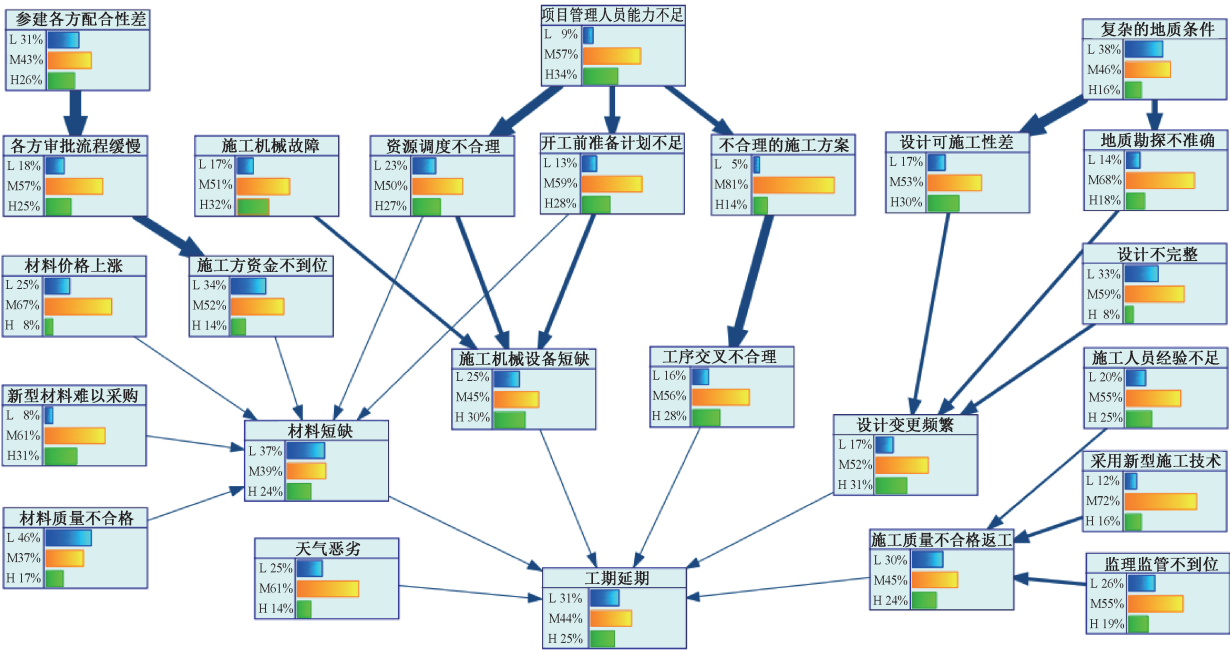 参建各方配合性差
L 31%
M43%
H26%
项目管理人员能力不足
L 9%
M57%
H34%
复杂的地质条件
L 38%
M46%
H16%
各方审批流程缓慢
L 18%
M57%
H25%
施工机械故障
L 17%
M51%
H32%
资源调度不合理
L 23%
M50%
H27%
开工前准备计划不足
L 13%
M59%
H28%
不合理的施工方案
L 5%
M81%
H14%
设计可施工性差
L 17%
M53%
H30%
地质勘探不准确
L 14%
M68%
H18%
材料价格上涨
L 25%
M67%
H 8%
施工方资金不到位
L 34%
M52%
H 14%
设计不完整
L 33%
M59%
H 8%
施工机械设备短缺
L 25%
M45%
H 30%
工序交叉不合理
L 16%
M56%
H 28%
施工人员经验不足
L 20%
M55%
H 25%
新型材料难以采购
L 8%
M61%
H31%
材料短缺
L 37%
M39%
H 24%
设计变更频繁
L 17%
M52%
H 31%
采用新型施工技术
L 12%
M72%
H 16%
材料质量不合格
L 46%
M37%
H 17%
天气恶劣
L 25%
M61%
H 14%
工期延期
L 31%
M44%
H 25%
施工质量不合格返工
L 30%
M45%
H 24%
监理监管不到位
L 26%
M55%
H 19%